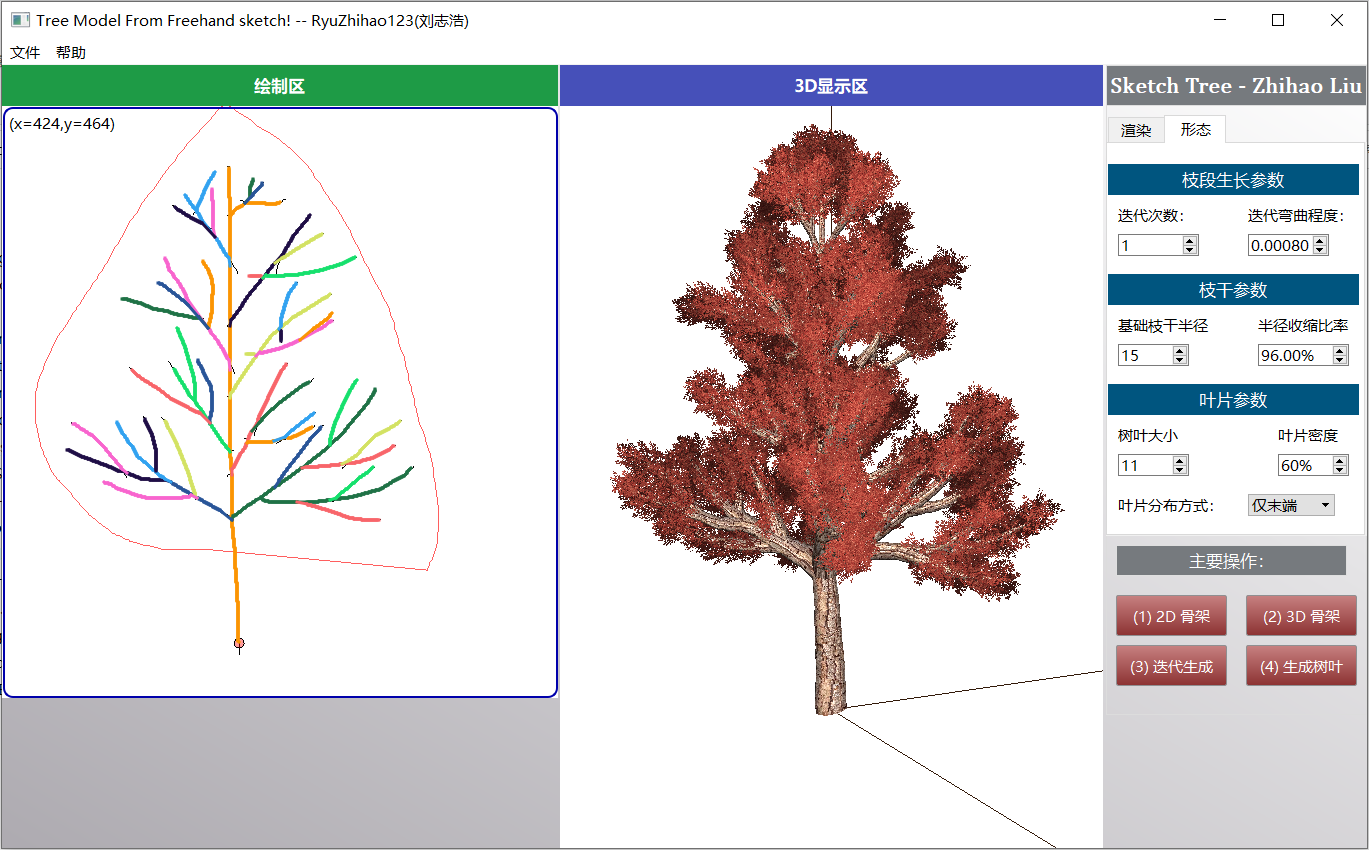 Tree Model From Freehand sketch! -- RyuZhihao123(刘志浩)
文件 帮助
绘制区
(x=424,y=464)
3D显示区
Sketch Tree - Zhihao Liu
渲染 形态
枝段生长参数
迭代次数: 迭代弯曲程度:
1 0.00080
枝干参数
基础枝干半径 半径收缩比率
15 96.00%
叶片参数
树叶大小 叶片密度
11 60%
叶片分布方式: 仅末端
主要操作:
(1) 2D 骨架 (2) 3D 骨架
(3) 迭代生成 (4) 生成树叶